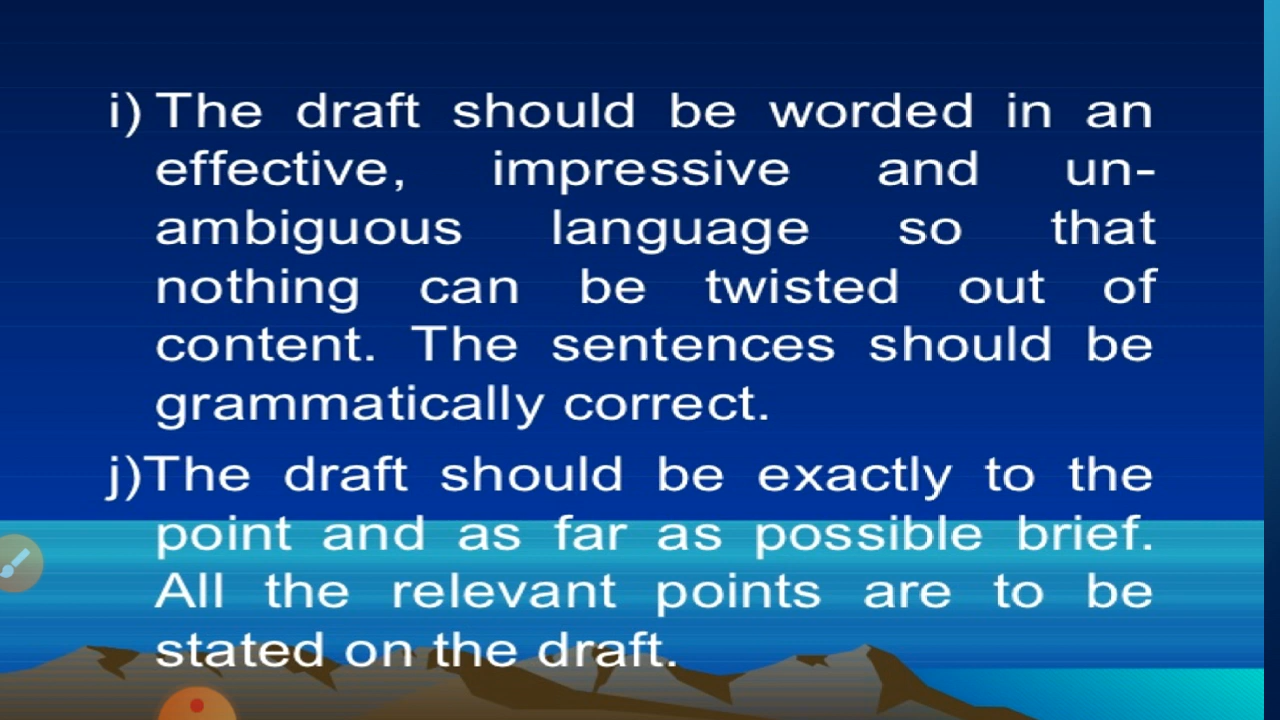 i) The draft should be worded in an
effective, impressive and un-
ambiguous language so that
nothing can be twisted out of
content. The sentences should be
grammatically correct.
j)The draft should be exactly to the
point and as far as possible brief.
All the relevant points are to be
stated on the draft.